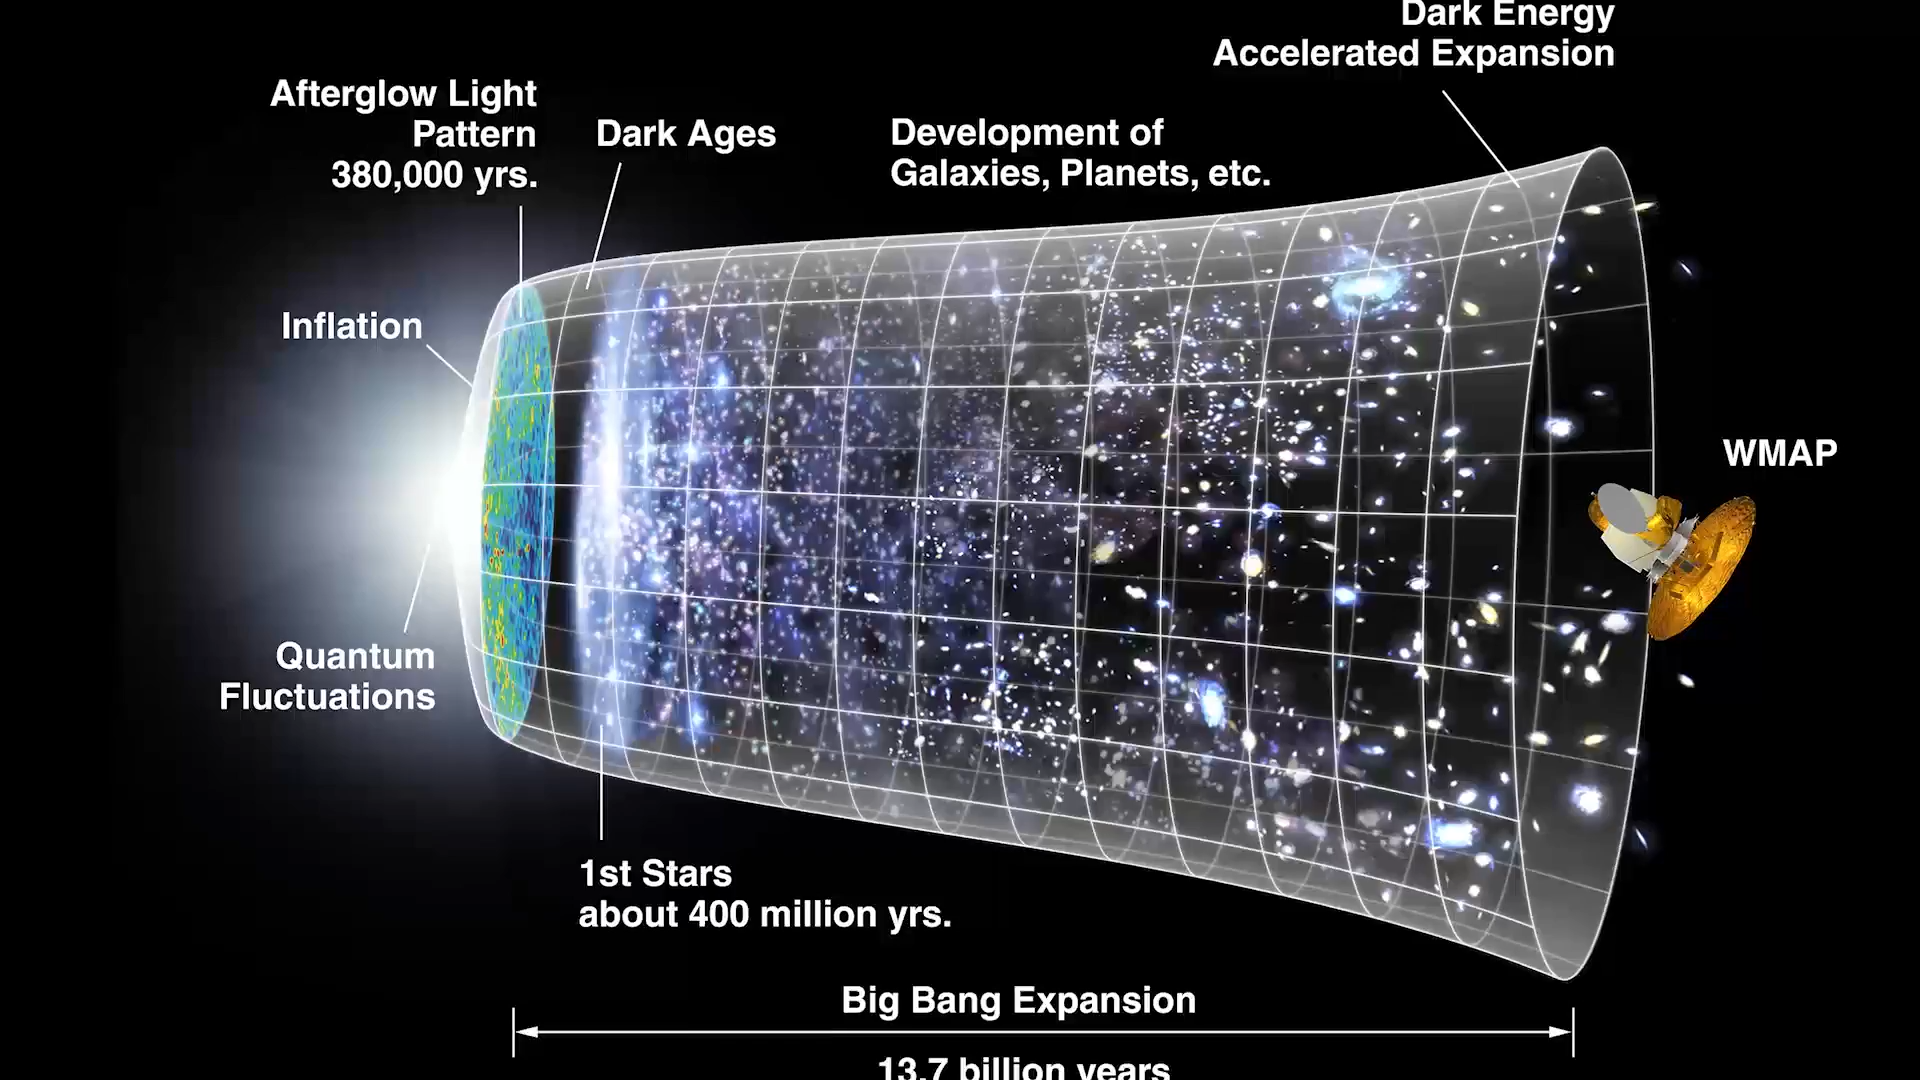 Dark Energy
Accelerated Expansion
Afterglow Light
Pattern
380,000 yrs.
Dark Ages
Development of
Galaxies, Planets, etc.
Inflation
WMAP
Quantum
Fluctuations
1st Stars
about 400 million yrs.
Big Bang Expansion
13.7 billion years